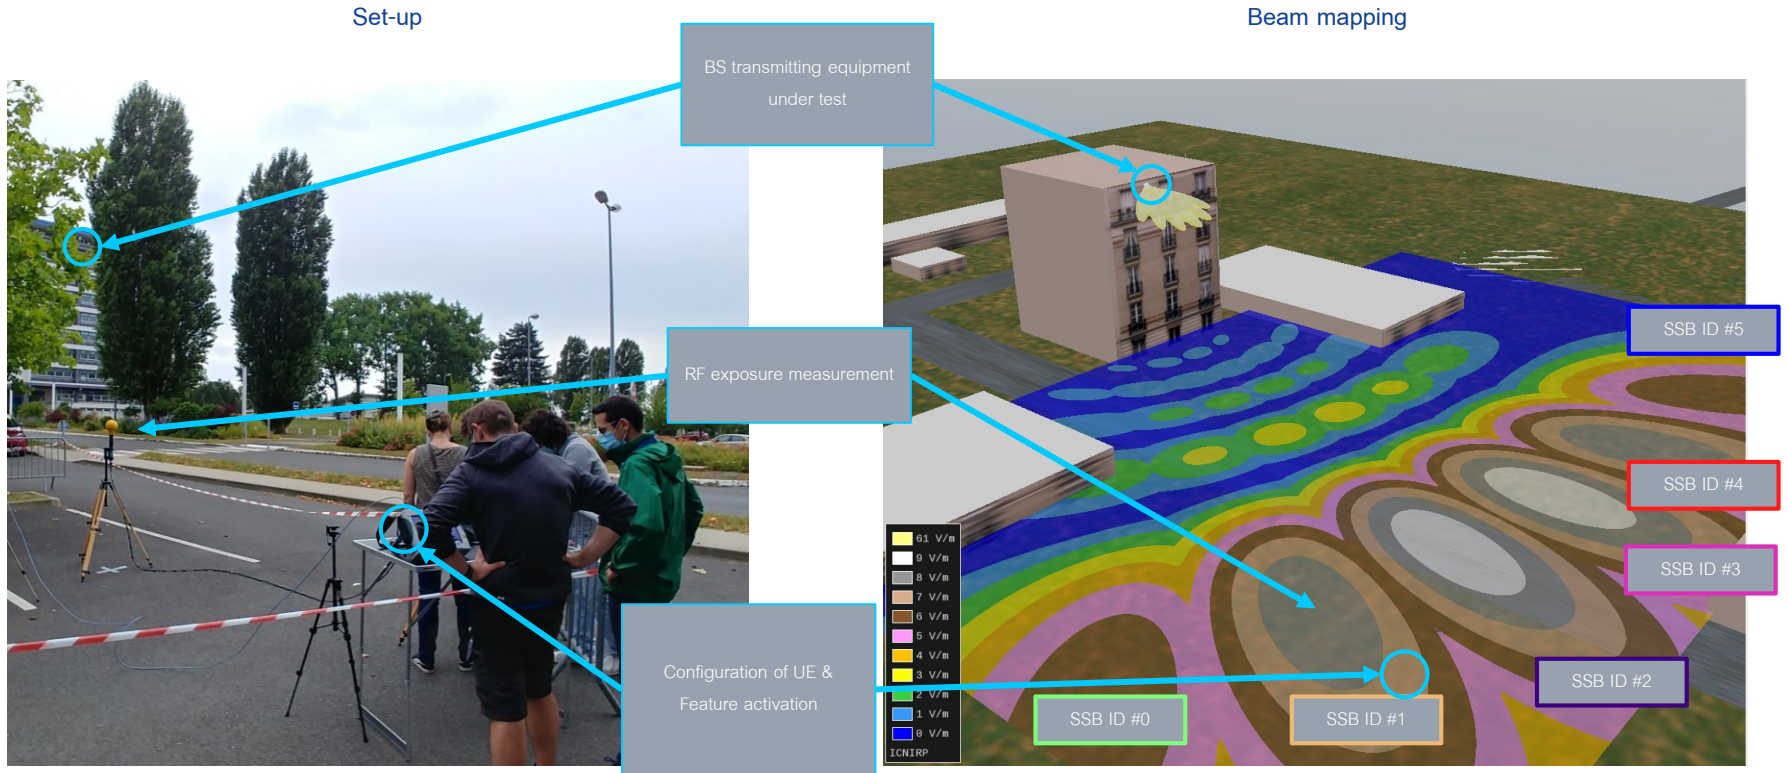 Set-up
Beam mapping
BS transmitting equipment
under test
RF exposure measurement
Configuration of UE &
Feature activation
SSB ID #5
SSB ID #4
SSB ID #3
SSB ID #2
SSB ID #0
SSB ID #1
61 V/m
9 V/m
8 V/m
7 V/m
6 V/m
5 V/m
4 V/m
3 V/m
2 V/m
1 V/m
0 V/m
ICNIRP